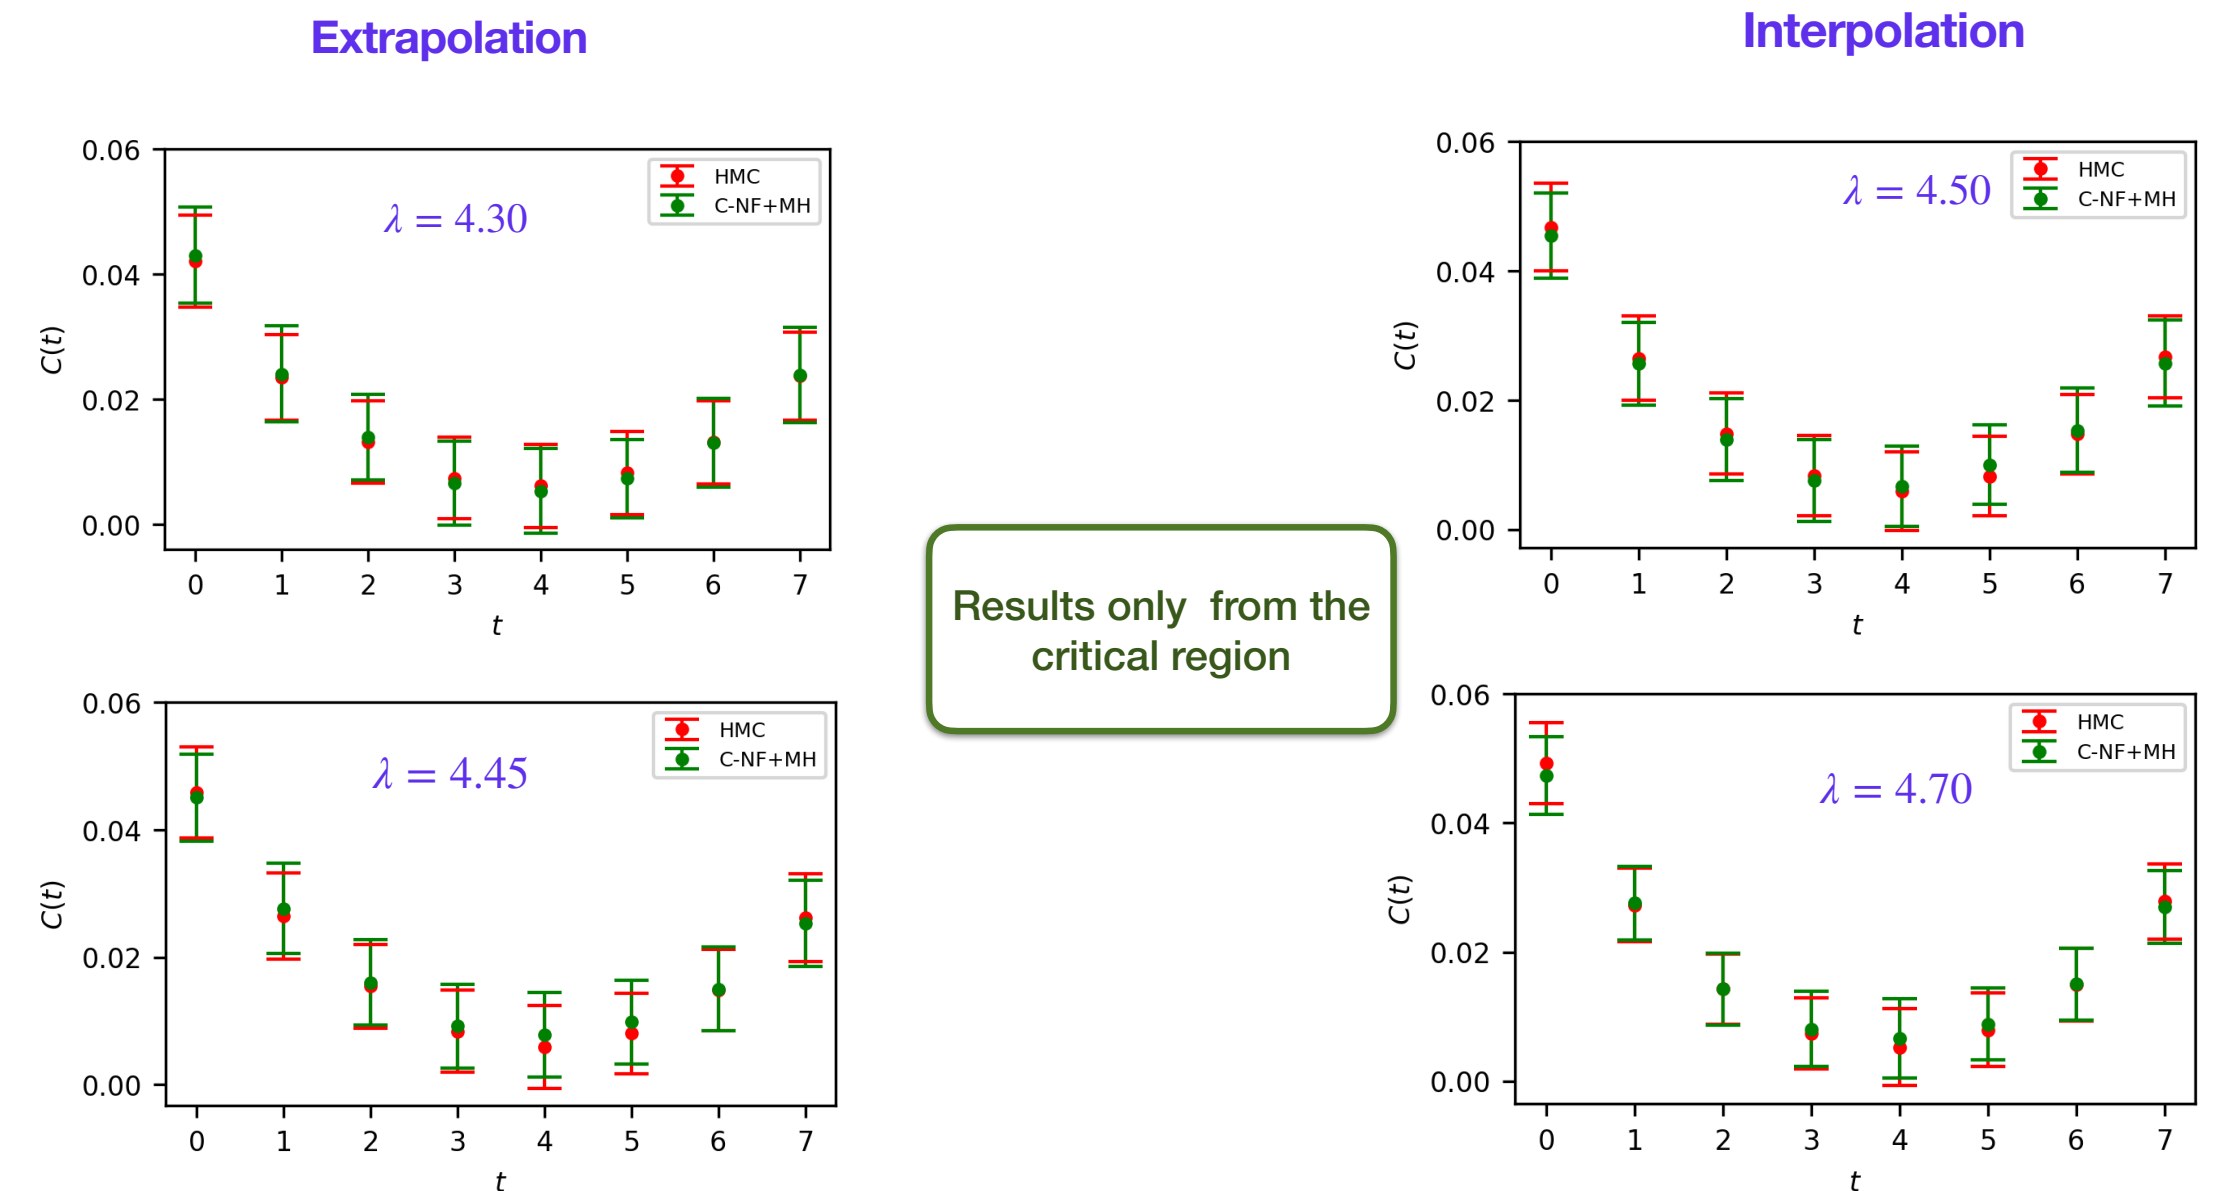 Extrapolation
Interpolation
0.06
0.04
0.02
0.00
C(t)
λ = 4.30
HMC
C-NF+MH
0 1 2 3 4 5 6 7
t
0.06
0.04
0.02
0.00
C(t)
λ = 4.50
HMC
C-NF+MH
0 1 2 3 4 5 6 7
t
Results only  from the
critical region
0.06
0.04
0.02
0.00
C(t)
λ = 4.45
HMC
C-NF+MH
0 1 2 3 4 5 6 7
t
0.06
0.04
0.02
0.00
C(t)
λ = 4.70
HMC
C-NF+MH
0 1 2 3 4 5 6 7
t